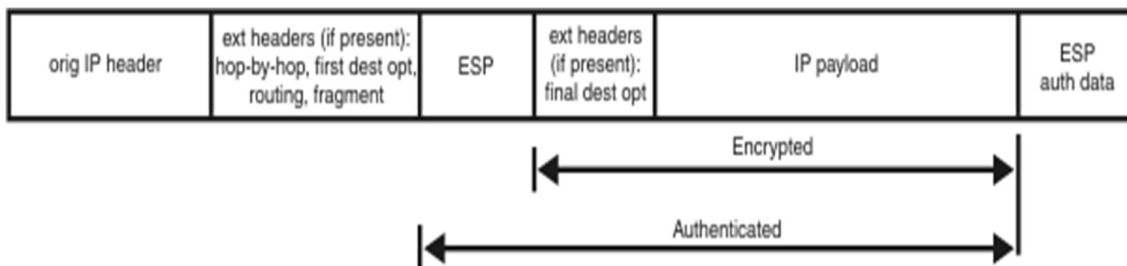 orig IP header
ext headers (if present):
hop-by-hop, first dest opt,
routing, fragment
ESP
ext headers
(if present):
final dest opt
IP payload
ESP
auth data
Encrypted
Authenticated